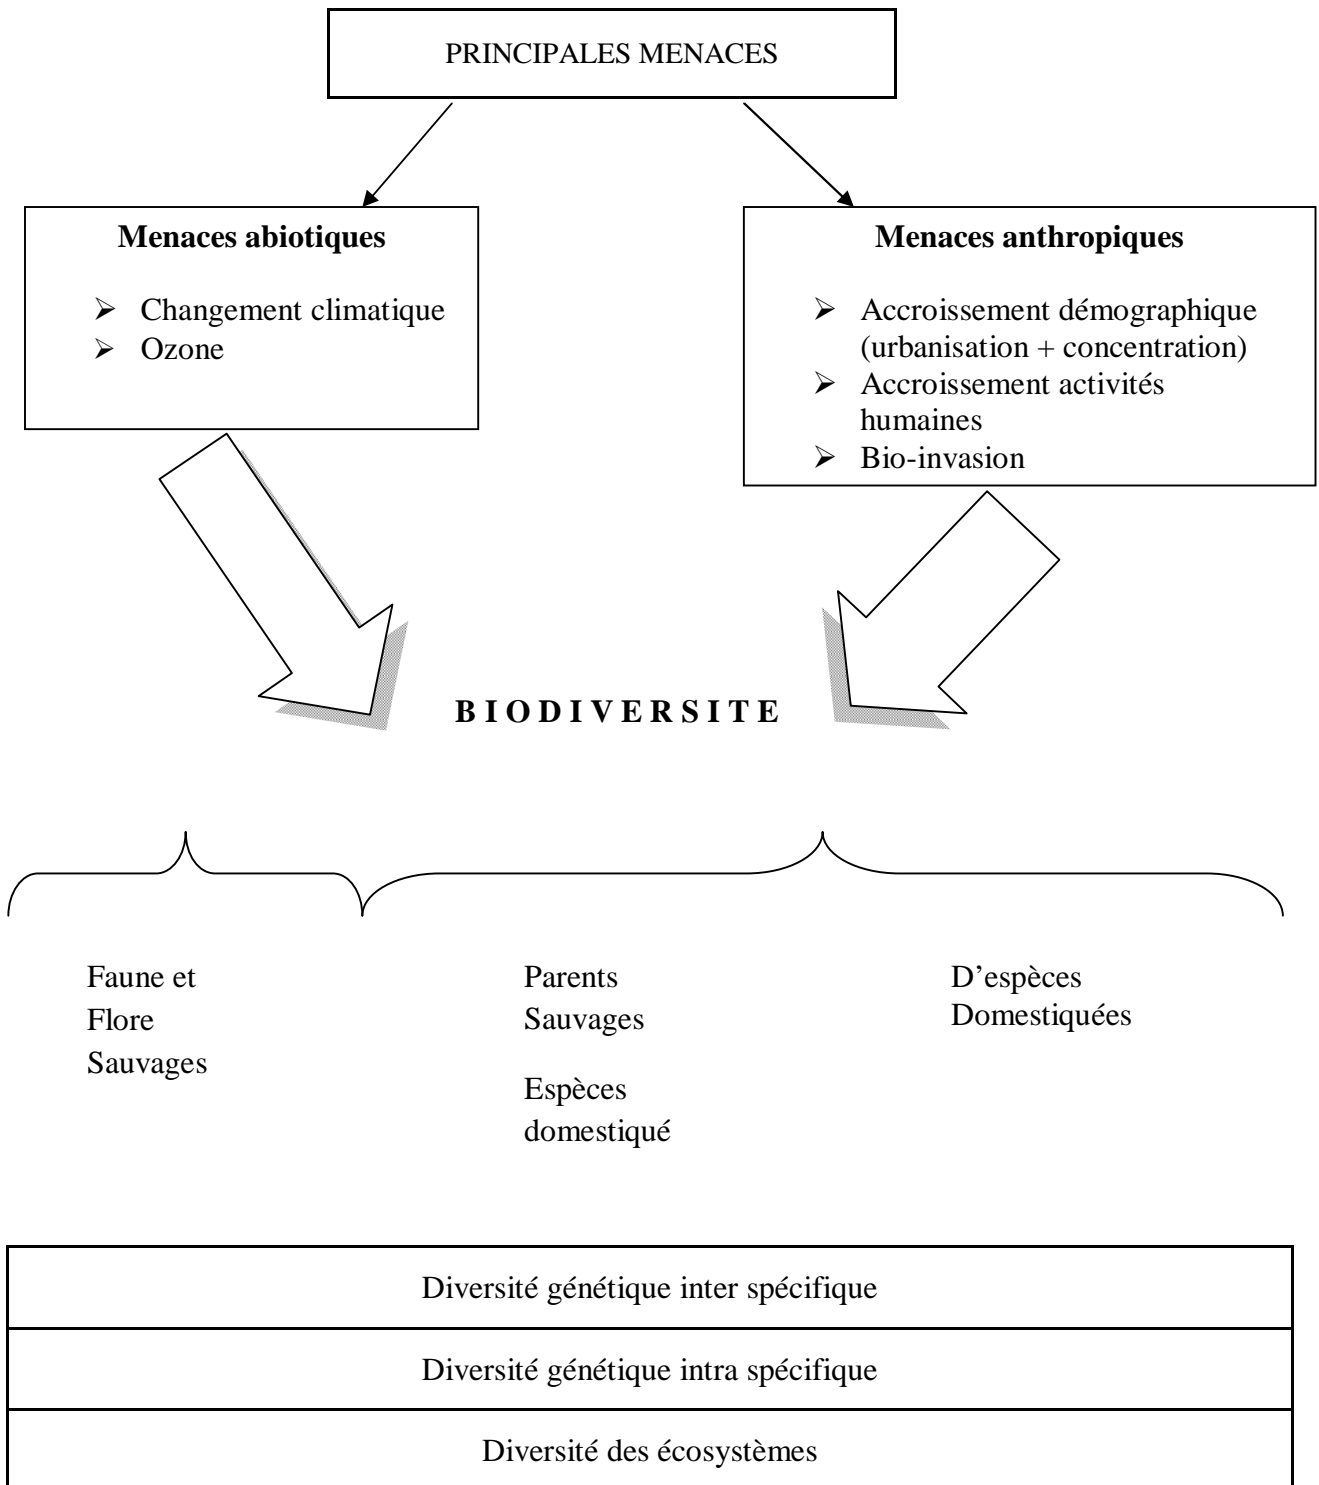 PRINCIPALES MENACES
Menaces abiotiques
➢ Changement climatique
➢ Ozone
Menaces anthropiques
➢ Accroissement démographique
(urbanisation + concentration)
➢ Accroissement activités
humaines
➢ Bio-invasion
B I O D I V E R S I T E
Faune et
Flore
Sauvages
Parents
Sauvages
Espèces
domestiqué
D’espèces
Domestiquées
Diversité génétique inter spécifique
Diversité génétique intra spécifique
Diversité des écosystèmes